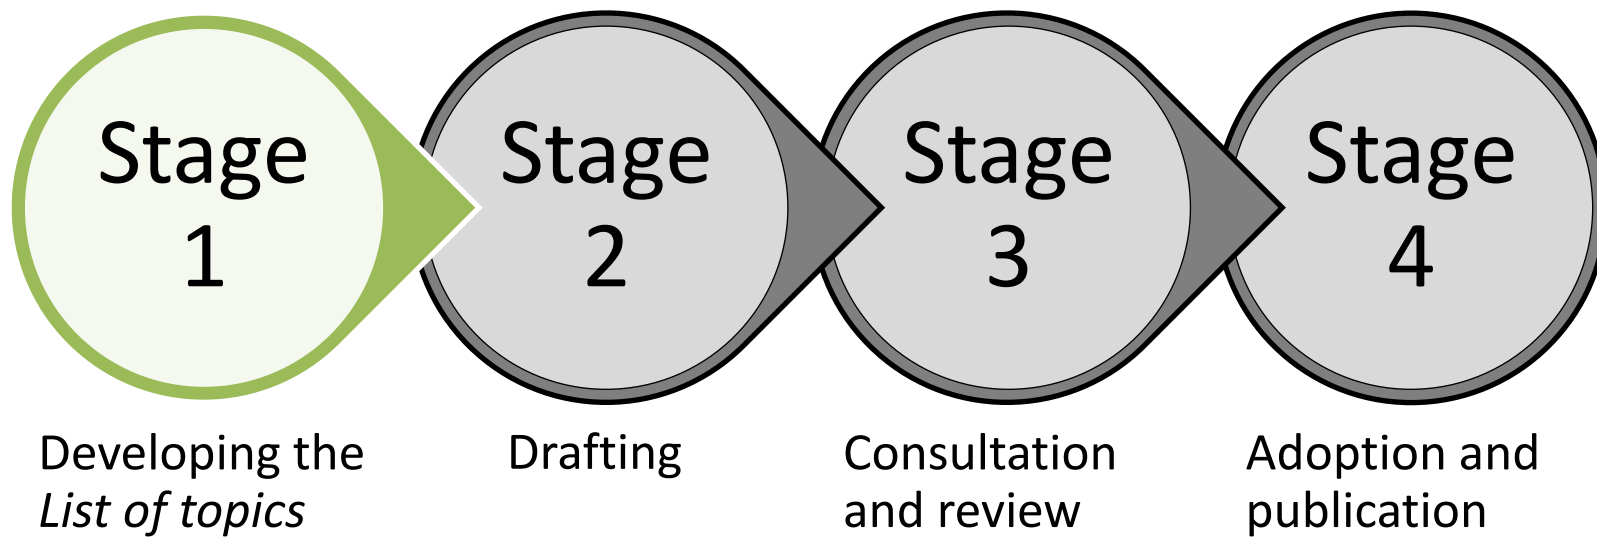 Stage
1
Stage
2
Stage
3
Stage
4
Developing the
List of topics
Drafting
Consultation
and review
Adoption and
publication